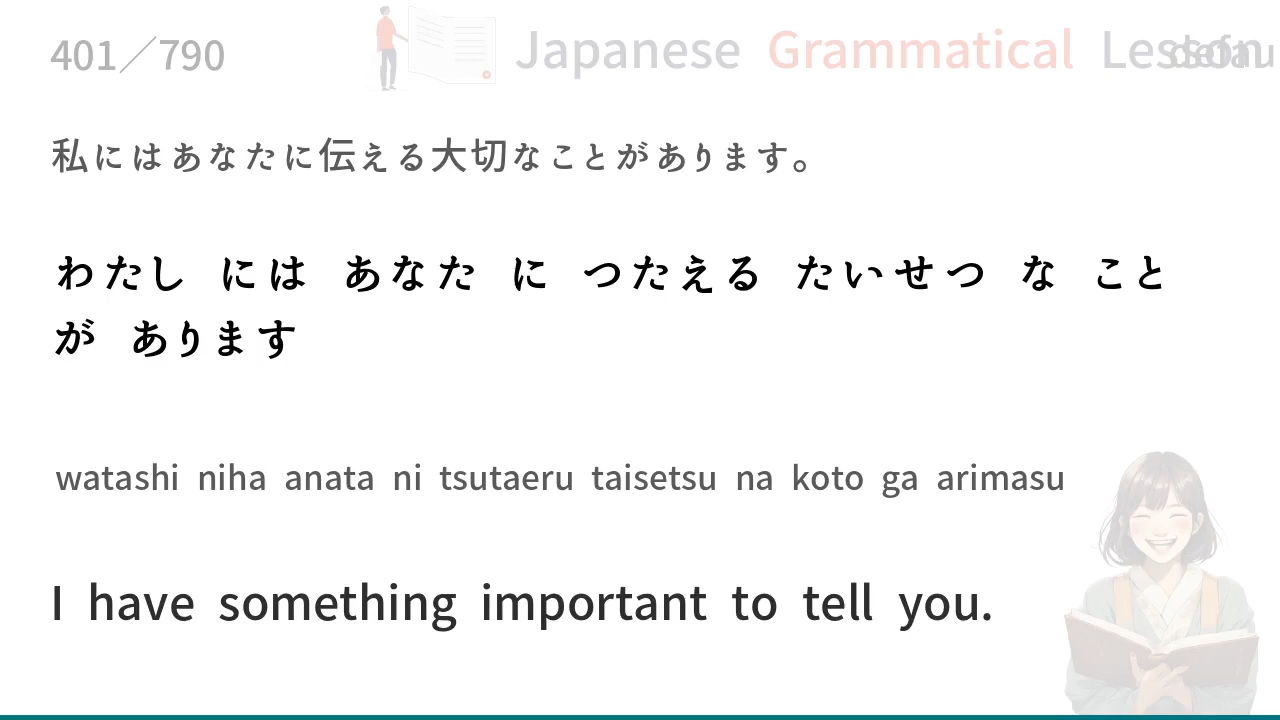 401／790
Japanese Grammatical Lesson
私にはあなたに伝える大切なことがあります。
わたし には あなた に つたえる たいせつ な こと
が あります
watashi niha anata ni tsutaeru taisetsu na koto ga arimasu
I have something important to tell you.